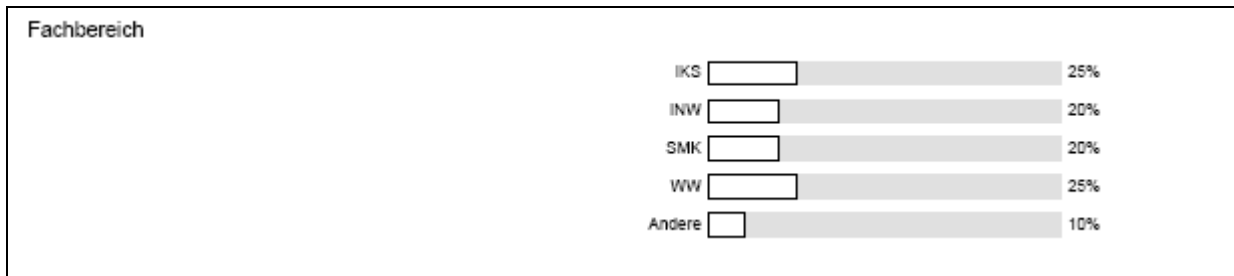 Fachbereich
IKS 25%
INW 20%
SMK 20%
WW 25%
Andere 10%